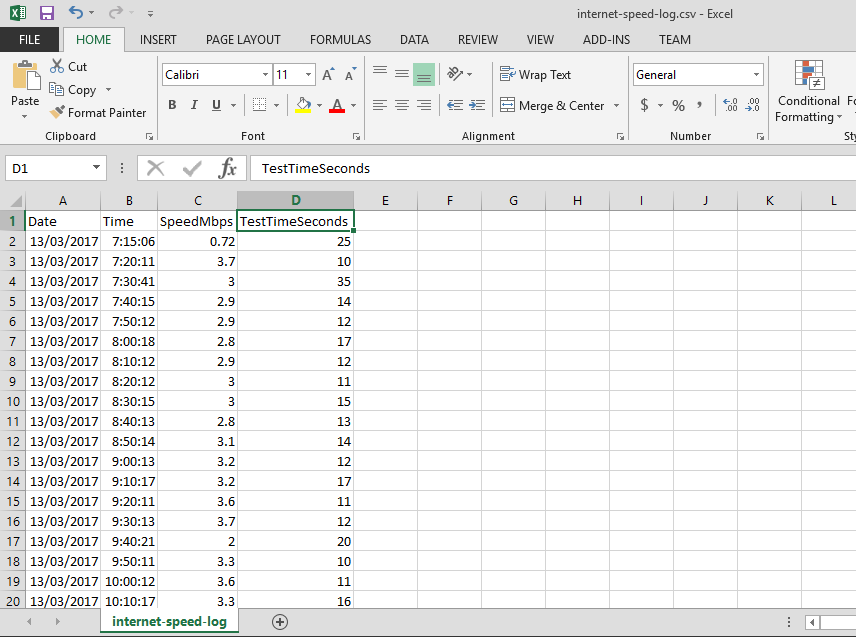 internet-speed-log.csv - Excel
FILE HOME INSERT PAGE LAYOUT FORMULAS DATA REVIEW VIEW ADD-INS TEAM
Paste
Cut
Copy
Format Painter
Clipboard
Calibri 11
B I U A
Font
Wrap Text
Merge & Center
Alignment
General
$ % ,
Number
Conditional
Formatting
D1 fx TestTimeSeconds
A B C D E F G H I J K L
1 Date Time SpeedMbps TestTimeSeconds
2 13/03/2017 7:15:06 0.72 25
3 13/03/2017 7:20:11 3.7 10
4 13/03/2017 7:30:41 3 35
5 13/03/2017 7:40:15 2.9 14
6 13/03/2017 7:50:12 2.9 12
7 13/03/2017 8:00:18 2.8 17
8 13/03/2017 8:10:12 2.9 12
9 13/03/2017 8:20:12 3 11
10 13/03/2017 8:30:15 3 15
11 13/03/2017 8:40:13 2.8 13
12 13/03/2017 8:50:14 3.1 14
13 13/03/2017 9:00:13 3.2 12
14 13/03/2017 9:10:17 3.2 17
15 13/03/2017 9:20:11 3.6 11
16 13/03/2017 9:30:13 3.7 12
17 13/03/2017 9:40:21 2 20
18 13/03/2017 9:50:11 3.3 10
19 13/03/2017 10:00:12 3.6 11
20 13/03/2017 10:10:17 3.3 16
internet-speed-log